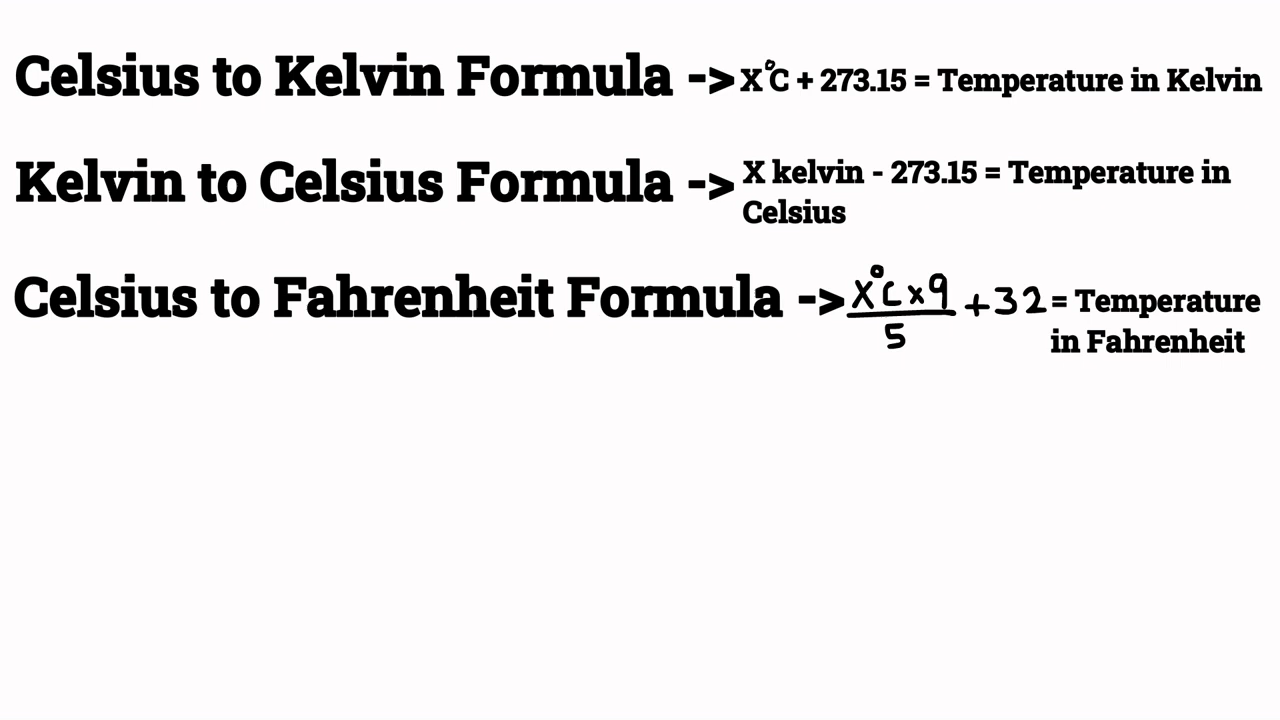 Celsius to Kelvin Formula -> X°C + 273.15 = Temperature in Kelvin
Kelvin to Celsius Formula -> X kelvin - 273.15 = Temperature in
Celsius
Celsius to Fahrenheit Formula -> X°C x 9 / 5 + 32 = Temperature
in Fahrenheit